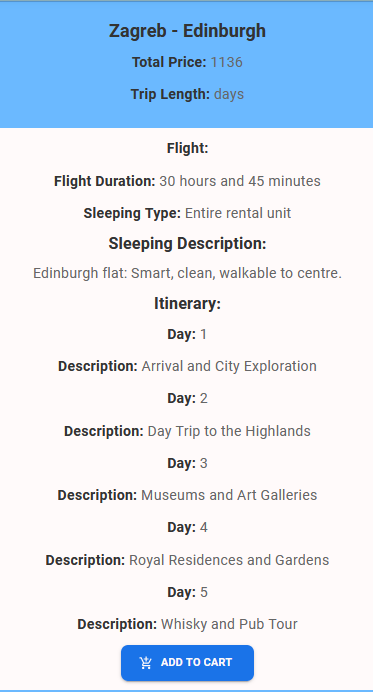 Zagreb - Edinburgh
Total Price: 1136
Trip Length: days
Flight:
Flight Duration: 30 hours and 45 minutes
Sleeping Type: Entire rental unit
Sleeping Description:
Edinburgh flat: Smart, clean, walkable to centre.
Itinerary:
Day: 1
Description: Arrival and City Exploration
Day: 2
Description: Day Trip to the Highlands
Day: 3
Description: Museums and Art Galleries
Day: 4
Description: Royal Residences and Gardens
Day: 5
Description: Whisky and Pub Tour
ADD TO CART